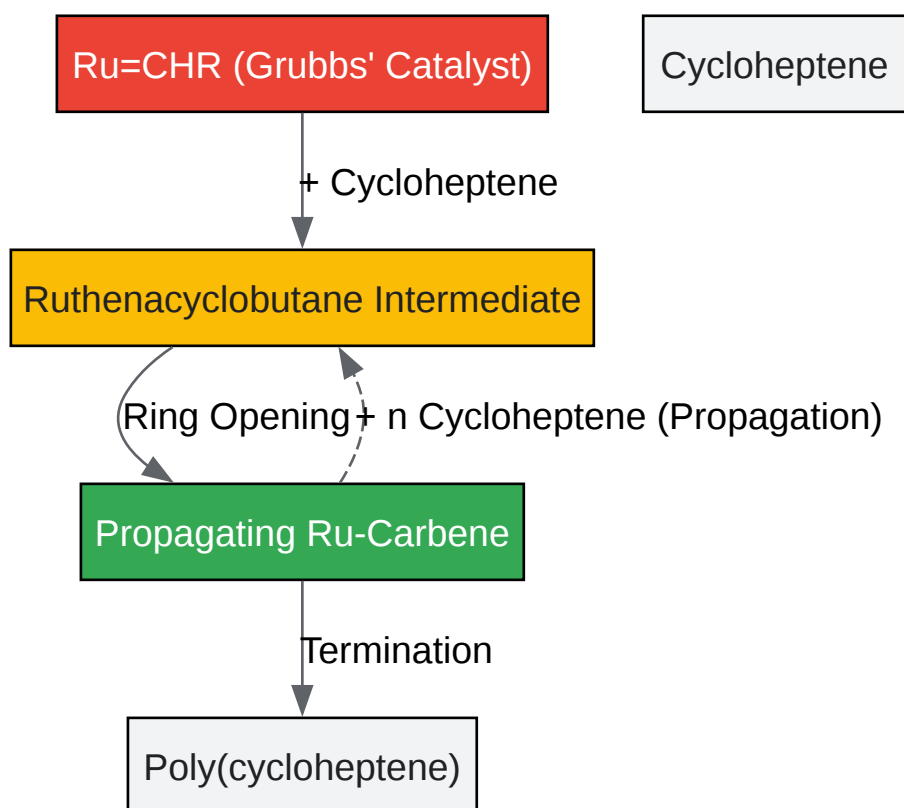 Ru=CHR (Grubbs' Catalyst)
Cycloheptene
+ Cycloheptene
Ruthenacyclobutane Intermediate
Ring Opening
+ n Cycloheptene (Propagation)
Propagating Ru-Carbene
Termination
Poly(cycloheptene)